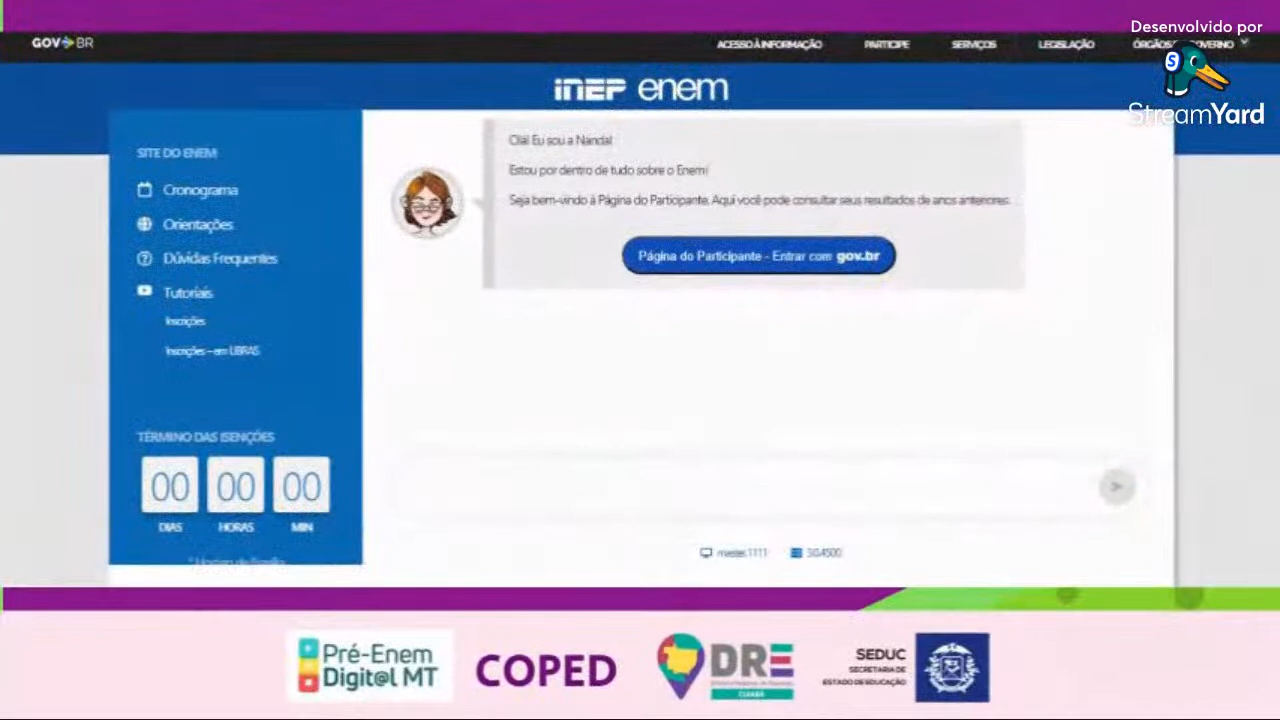 Desenvolvido por
StreamYard
GOV BR
ACESSO À INFORMAÇÃO PARTICIPE SERVIÇOS LEGISLAÇÃO
inep enem
SITE DO ENEM
Cronograma
Orientações
Dúvidas Frequentes
Tutoriais
Inscrições
Inscrições – em LIBRAS
TÉRMINO DAS ISENÇÕES
00 00 00
DIAS HORAS MIN
Olá! Eu sou a Nanda!
Estou por dentro de tudo sobre o Enem!
Seja bem-vindo à Página do Participante. Aqui você pode consultar seus resultados de anos anteriores.
Página do Participante - Entrar com gov.br
Pré-Enem
Digit@l MT
COPED
DRE
CUIABÁ
SEDUC
SECRETARIA DE
ESTADO DE EDUCAÇÃO